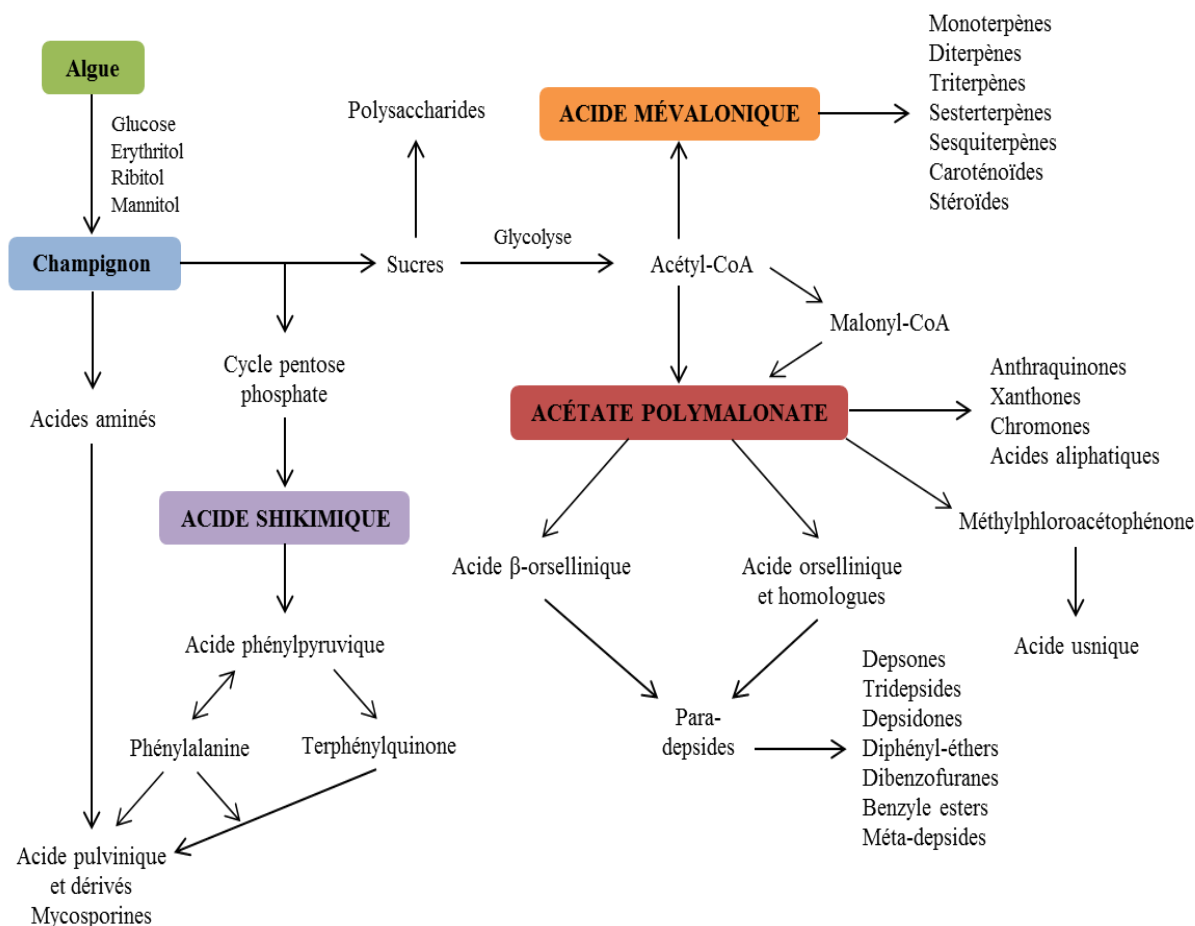 Algue
Glucose
Erythritol
Ribitol
Mannitol
Champignon
Polysaccharides
Sucres
Glycolyse
Acétyl-CoA
ACIDE MÉVALONIQUE
Monoterpènes
Diterpènes
Triterpènes
Sesterterpènes
Sesquiterpènes
Caroténoïdes
Stéroïdes
Malonyl-CoA
Acides aminés
Cycle pentose
phosphate
ACIDE SHIKIMIQUE
ACÉTATE POLYMALONATE
Anthraquinones
Xanthones
Chromones
Acides aliphatiques
Méthylphloroacétophénone
Acide usnique
Acide β-orsellinique
Acide orsellinique
et homologues
Acide phénylpyruvique
Phénylalanine
Terphénylquinone
Para-
depsides
Depsones
Tridepsides
Depsidones
Diphényl-éthers
Dibenzofuranes
Benzyle esters
Méta-depsides
Acide pulvinique
et dérivés
Mycosporines